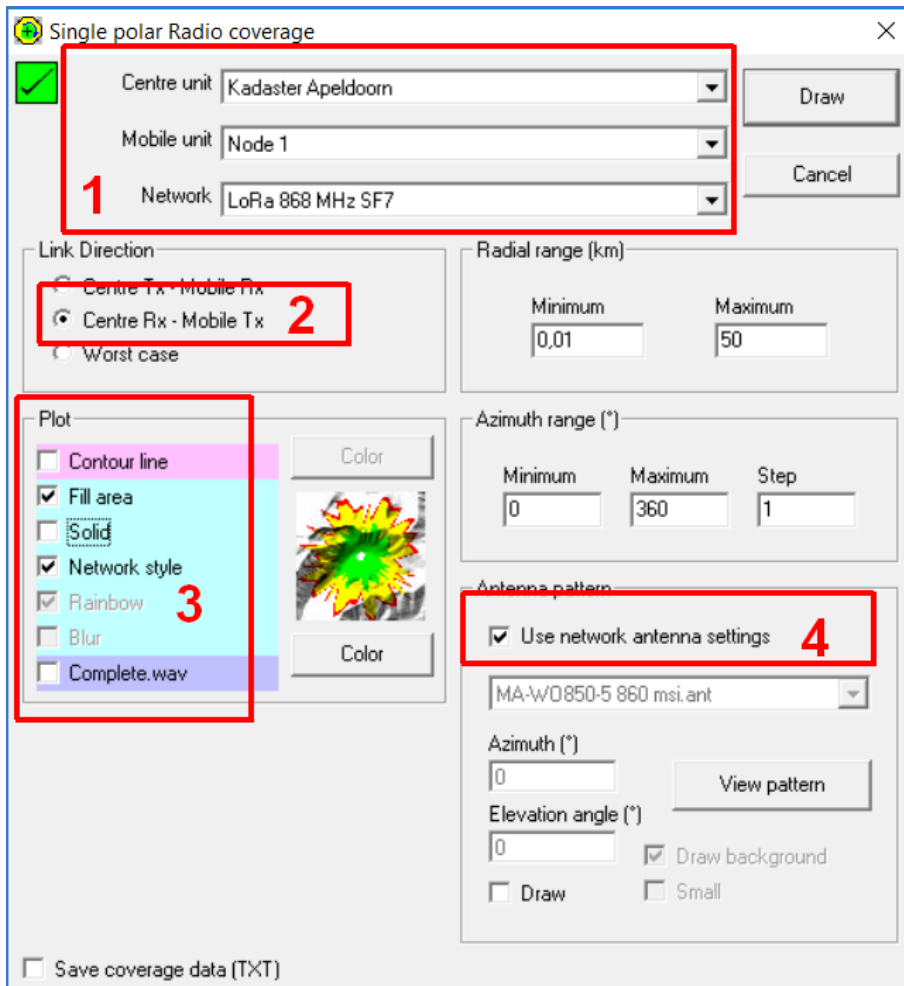 Single polar Radio coverage
Centre unit
Kadaster Apeldoorn
Draw
Mobile unit
Node 1
Cancel
1
Network
LoRa 868 MHz SF7
Link Direction
Centre Tx - Mobile Rx
Centre Rx - Mobile Tx
2
Worst case
Radial range (km)
Minimum
Maximum
0,01
50
Plot
Contour line
Fill area
Solid
Network style
Rainbow
3
Blur
Complete.wav
Color
Color
Azimuth range (°)
Minimum
Maximum
Step
0
360
1
Antenna pattern
Use network antenna settings
4
MA-WO850-5 860 msi.ant
Azimuth (°)
0
View pattern
Elevation angle (°)
0
Draw background
Draw
Small
Save coverage data (TXT)